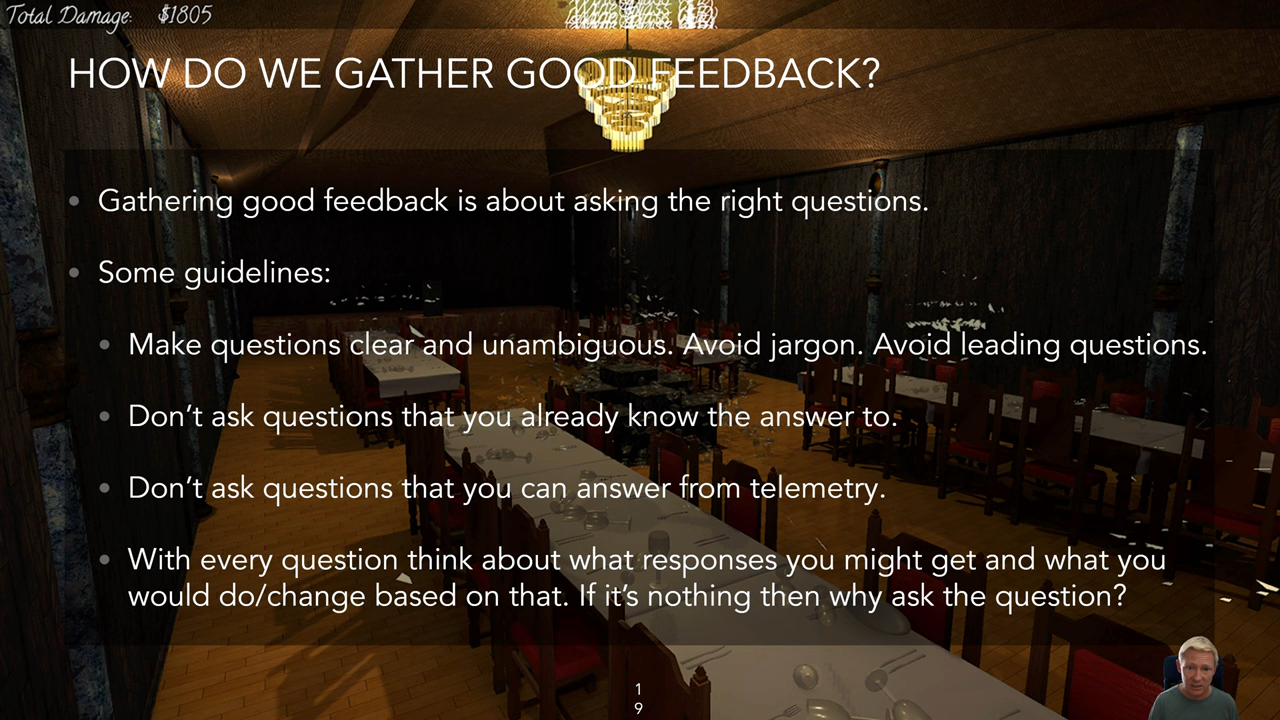 Total Damage: $1805
HOW DO WE GATHER GOOD FEEDBACK?
• Gathering good feedback is about asking the right questions.
• Some guidelines:
• Make questions clear and unambiguous. Avoid jargon. Avoid leading questions.
• Don’t ask questions that you already know the answer to.
• Don’t ask questions that you can answer from telemetry.
• With every question think about what responses you might get and what you
would do/change based on that. If it’s nothing then why ask the question?
1
9